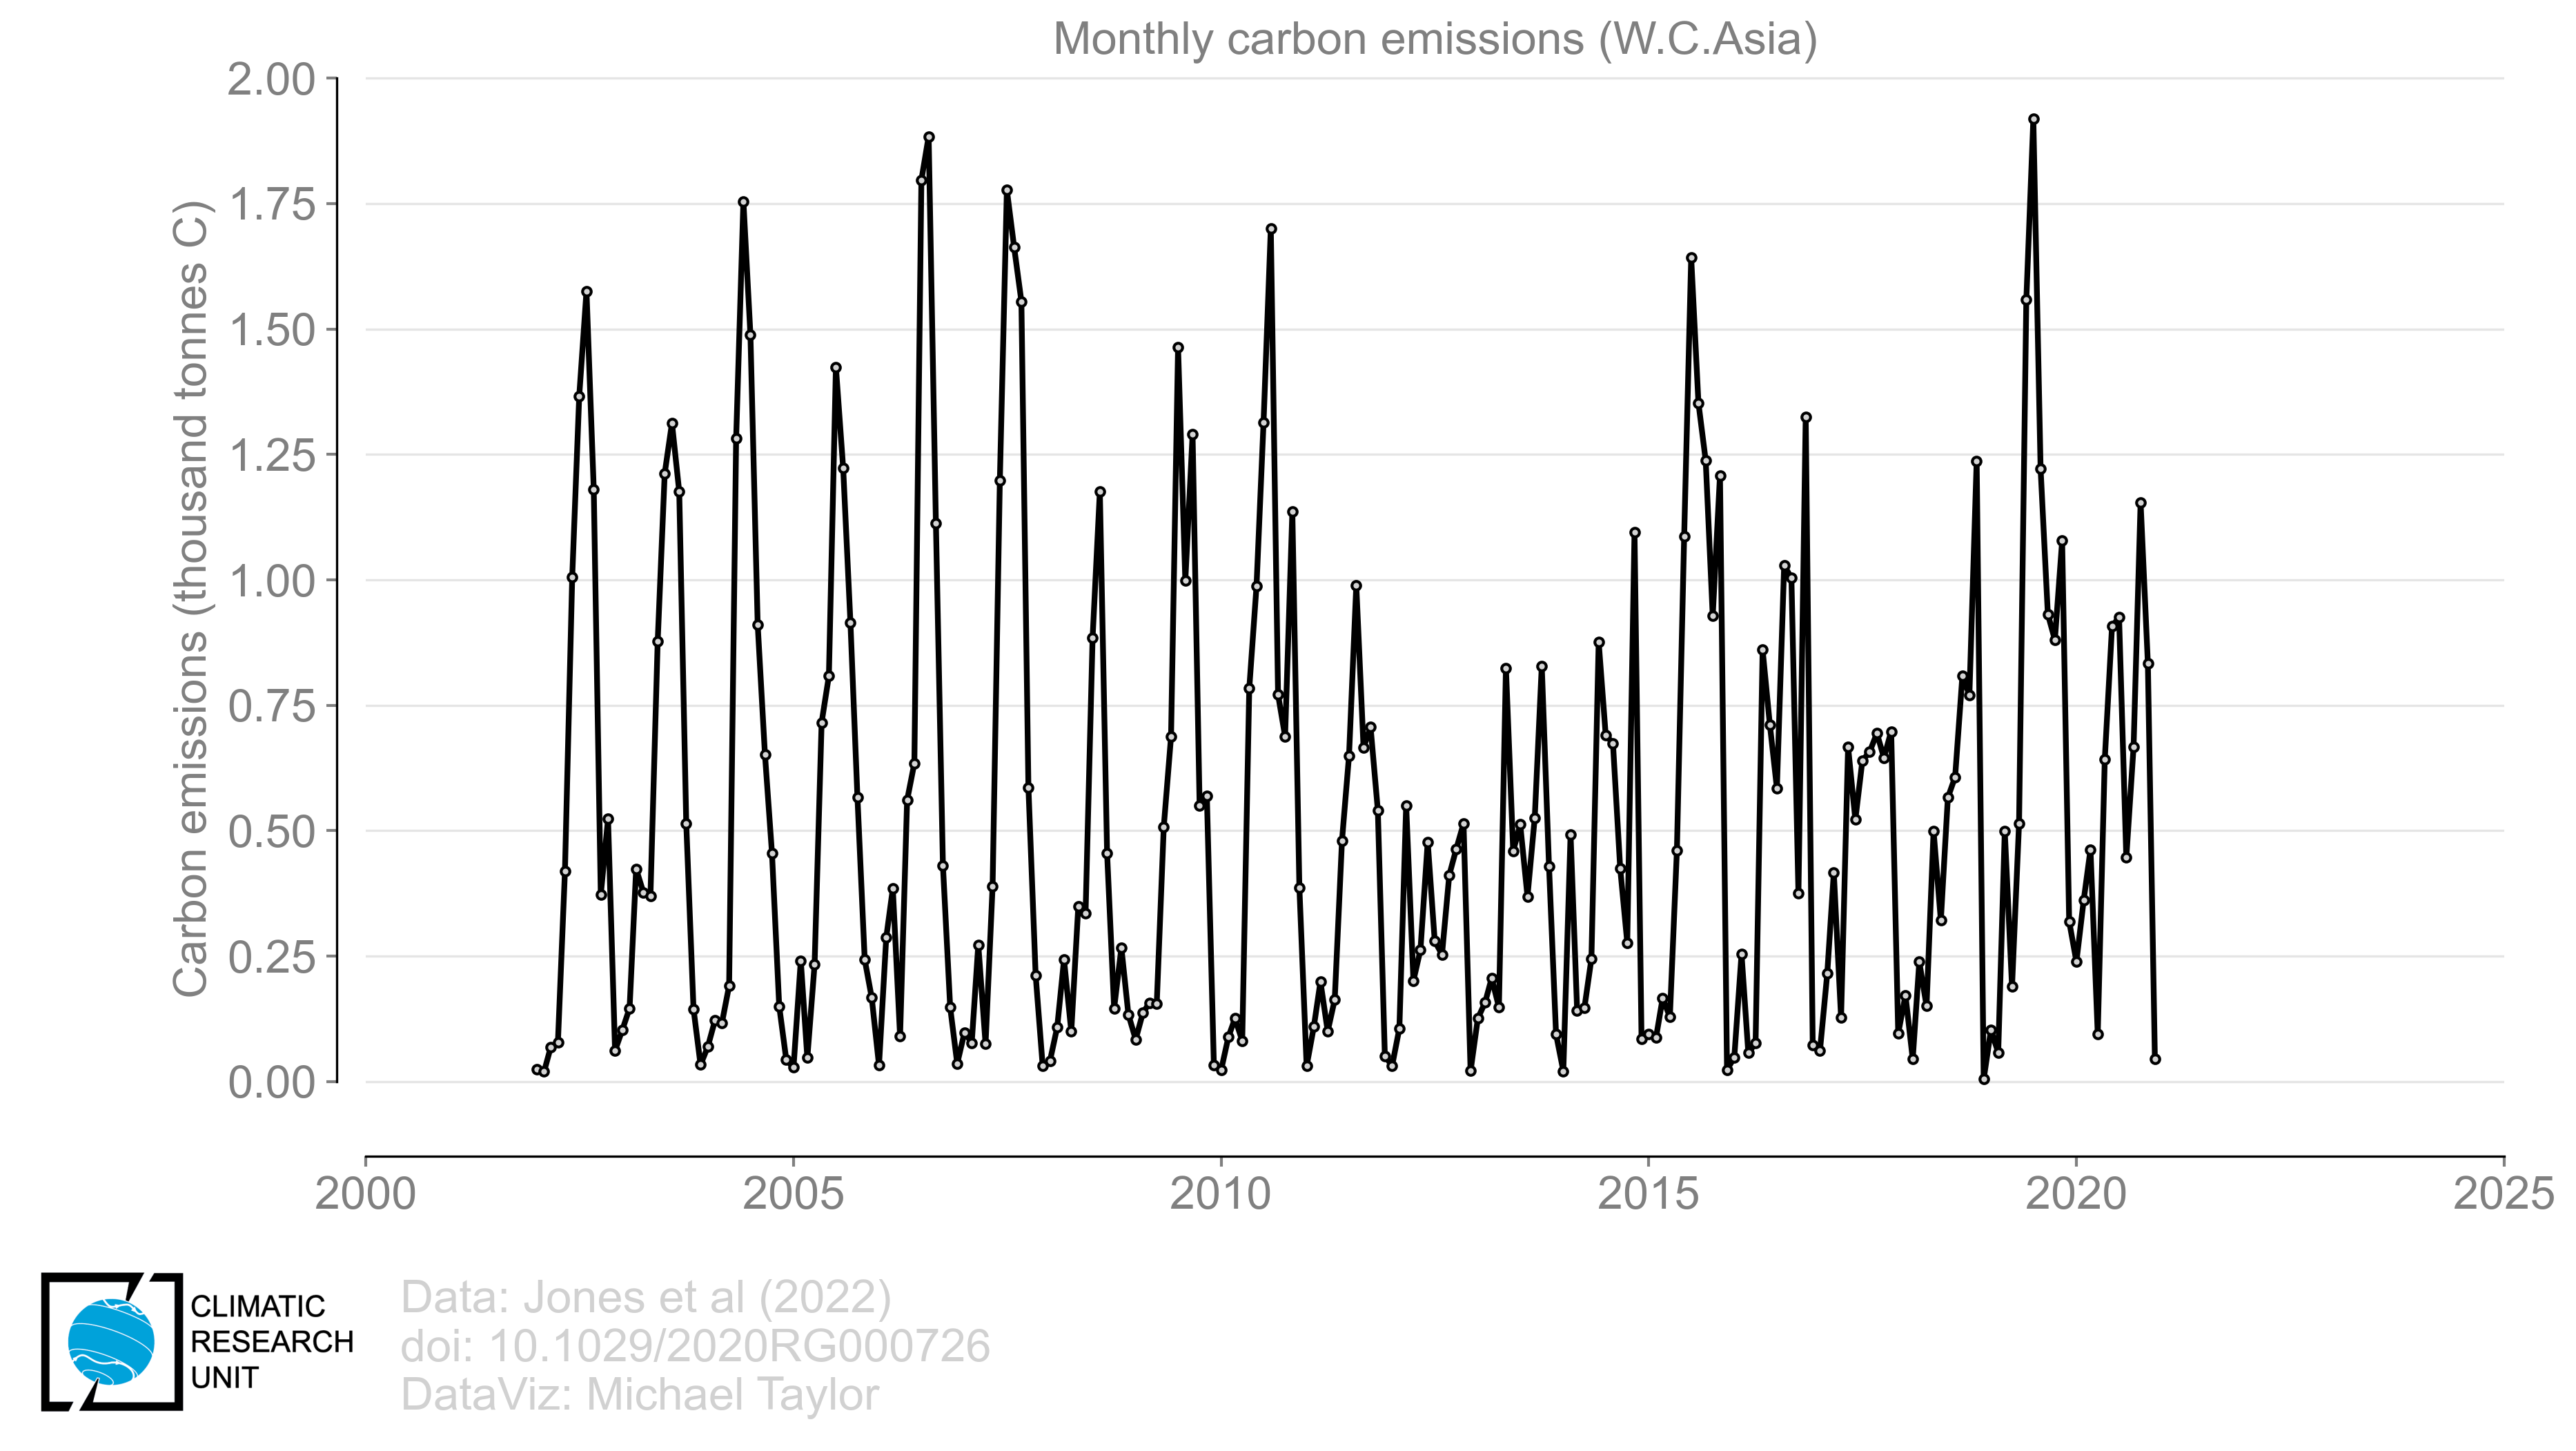 Monthly carbon emissions (W.C.Asia)
Carbon emissions (thousand tonnes C)
2.00
1.75
1.50
1.25
1.00
0.75
0.50
0.25
0.00
2000
2005
2010
2015
2020
2025
CLIMATIC
RESEARCH
UNIT
Data: Jones et al (2022)
doi: 10.1029/2020RG000726
DataViz: Michael Taylor